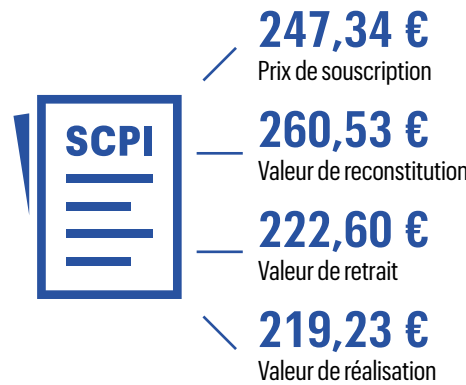 SCPI
247,34 €
Prix de souscription
260,53 €
Valeur de reconstitution
222,60 €
Valeur de retrait
219,23 €
Valeur de réalisation